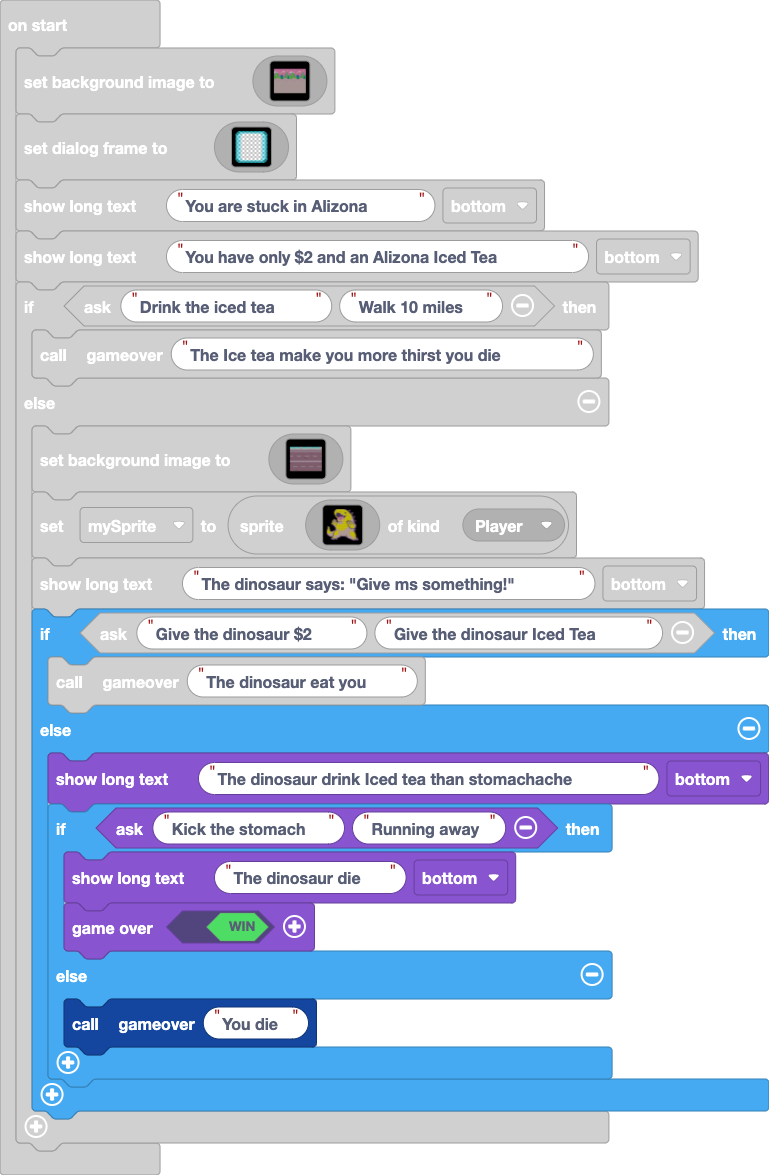 on start
set background image to
set dialog frame to
show long text "You are stuck in Alizona" bottom
show long text "You have only $2 and an Alizona Iced Tea" bottom
if ask "Drink the iced tea" "Walk 10 miles" then
call gameover "The Ice tea make you more thirst you die"
else
set background image to
set mySprite to sprite of kind Player
show long text "The dinosaur says: "Give ms something!"" bottom
if ask "Give the dinosaur $2" "Give the dinosaur Iced Tea" then
call gameover "The dinosaur eat you"
else
show long text "The dinosaur drink Iced tea than stomachache" bottom
if ask "Kick the stomach" "Running away" then
show long text "The dinosaur die" bottom
game over WIN
else
call gameover "You die"